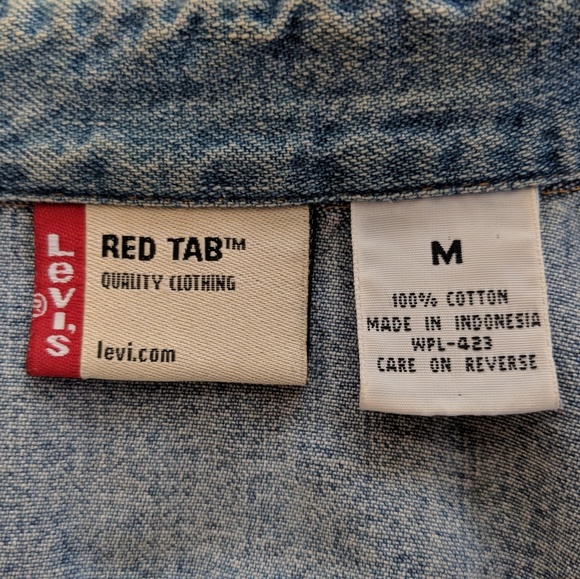 Levi's®
RED TAB™
QUALITY CLOTHING
levi.com
M
100% COTTON
MADE IN INDONESIA
WPL-423
CARE ON REVERSE